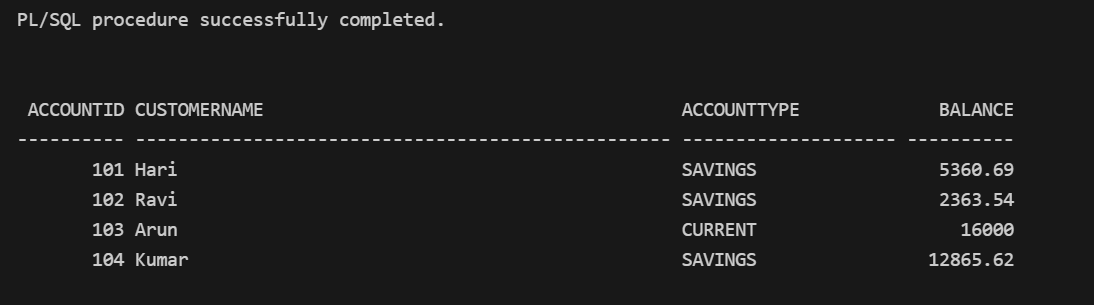 PL/SQL procedure successfully completed.
ACCOUNTID CUSTOMERNAME ACCOUNTTYPE BALANCE
---------- -------------------------------------------------- -------------------- ----------
101 Hari SAVINGS 5360.69
102 Ravi SAVINGS 2363.54
103 Arun CURRENT 16000
104 Kumar SAVINGS 12865.62